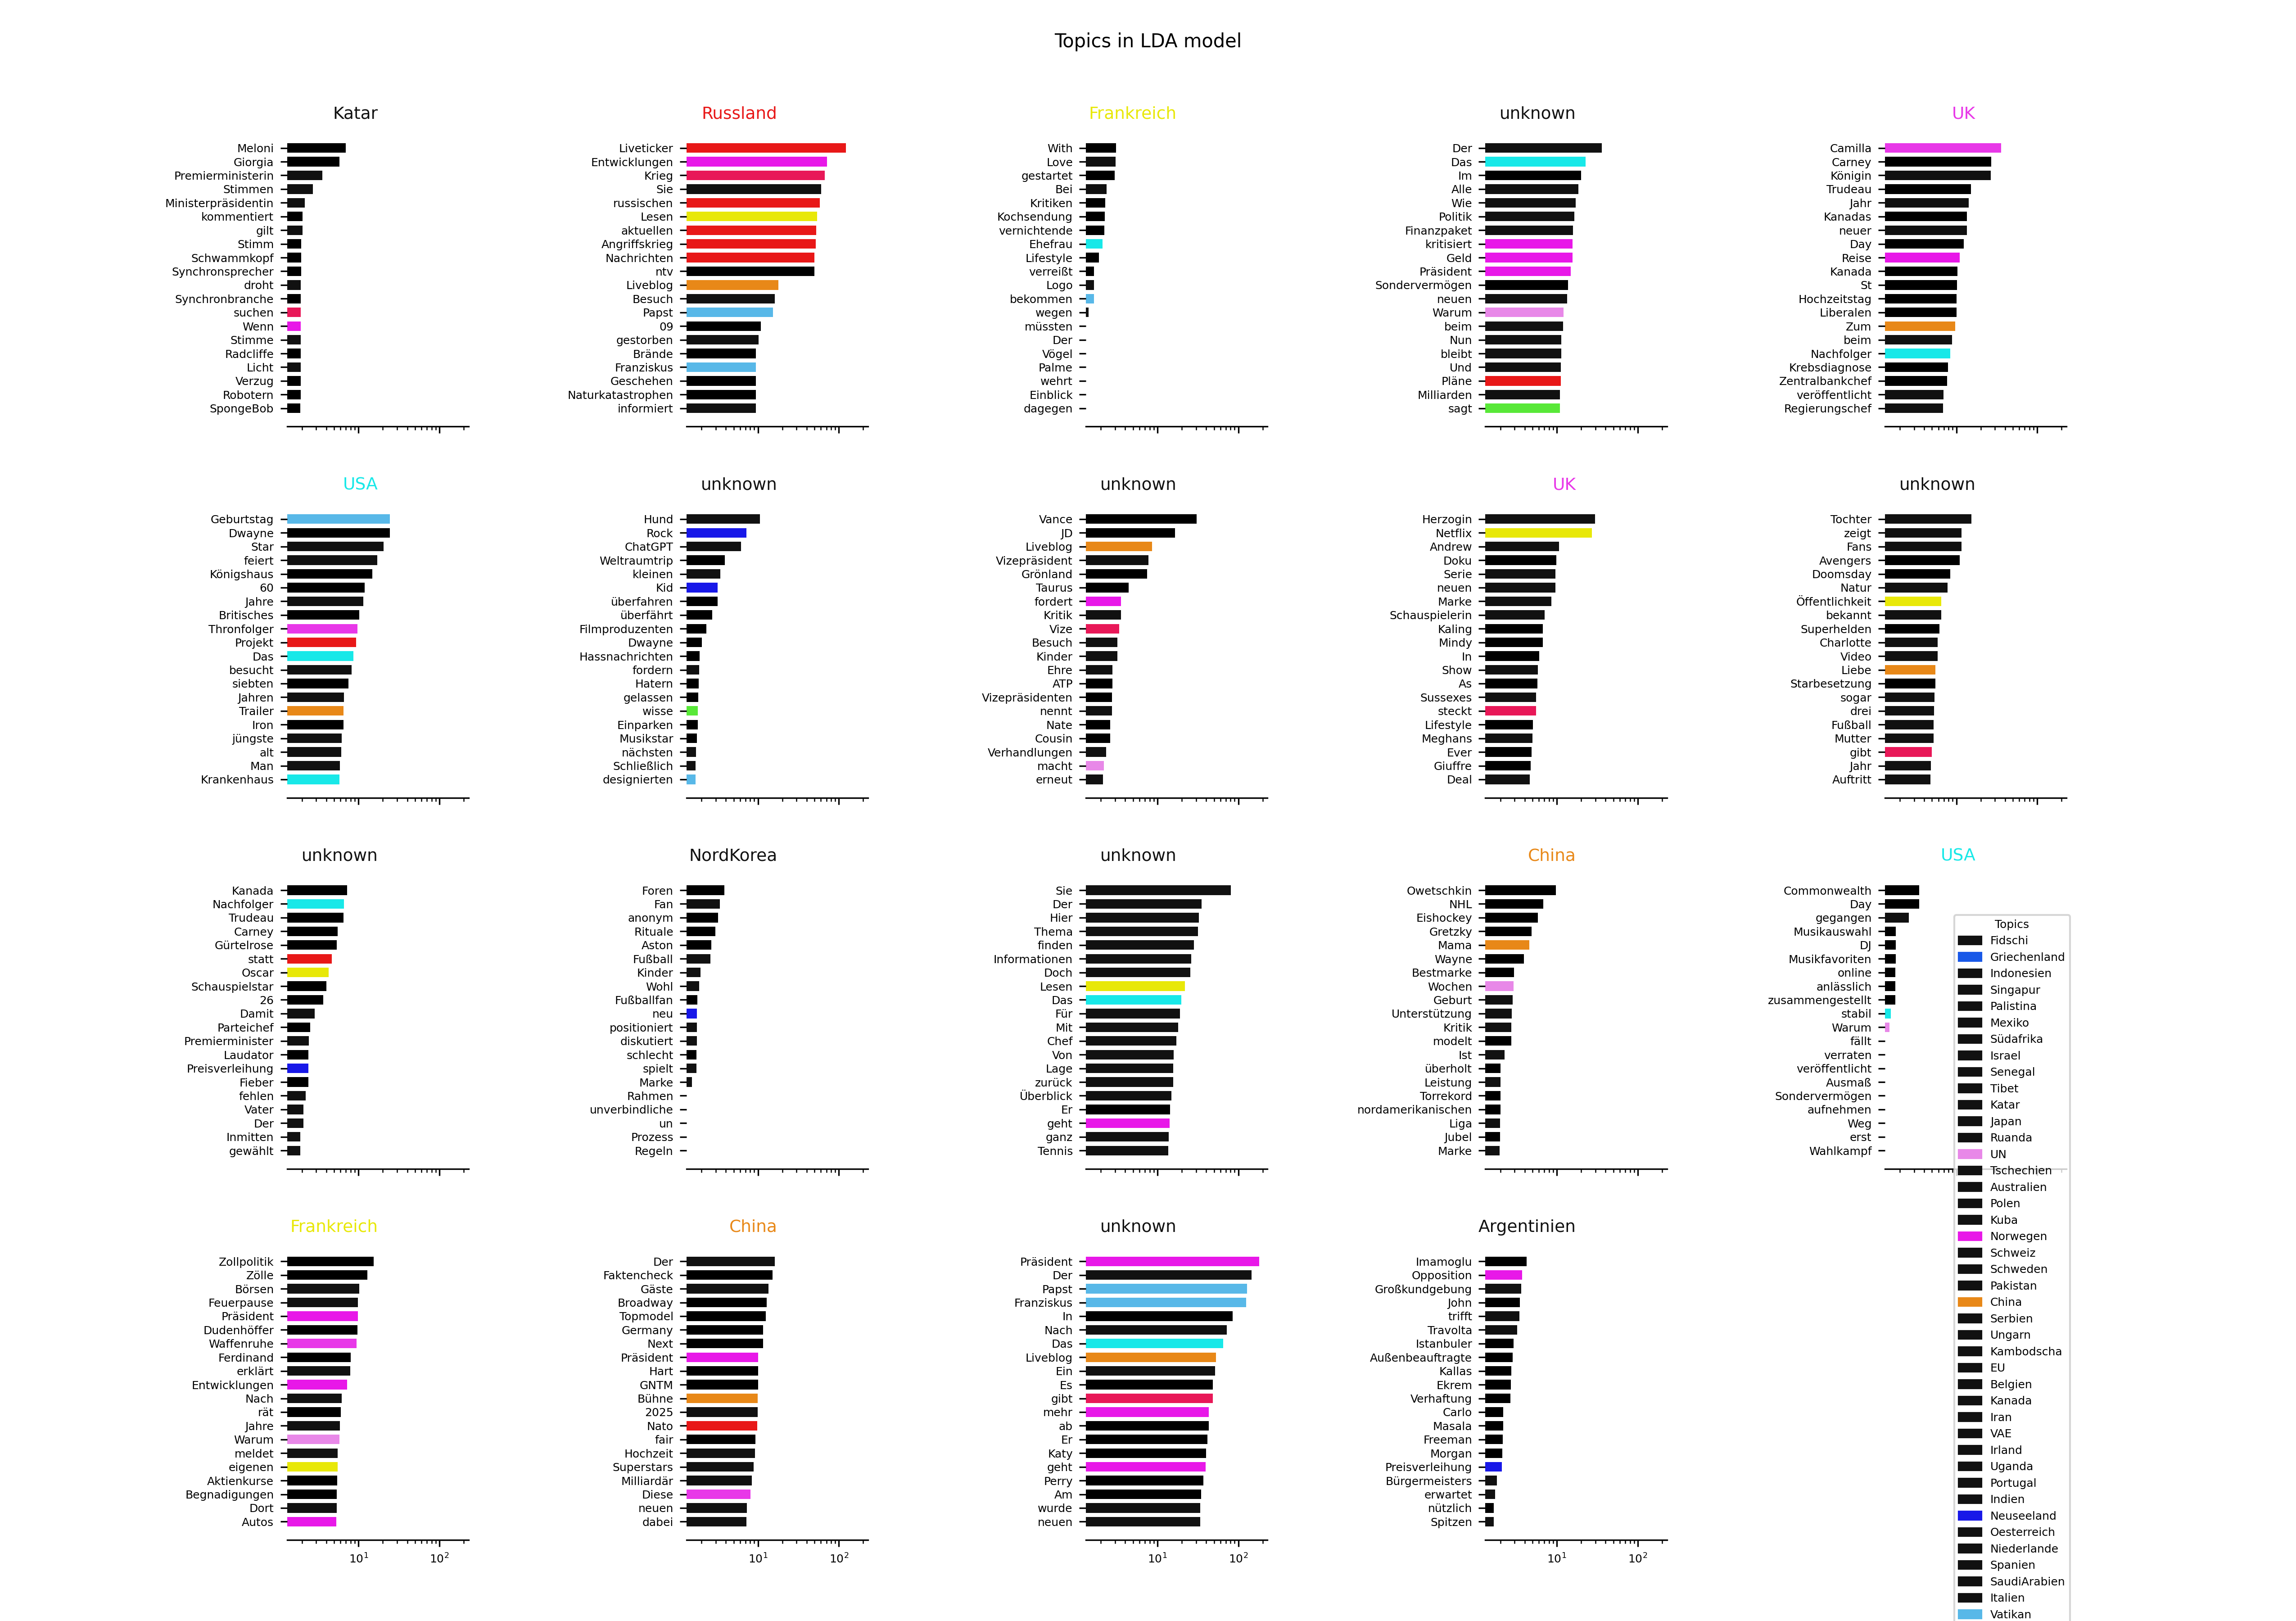 Topics in LDA model
Katar
Meloni
Giorgia
Premierministerin
Stimmen
Ministerpräsidentin
kommentiert
gilt
Stimm
Schwammkopf
Synchronsprecher
droht
Synchronbranche
suchen
Wenn
Stimme
Radcliffe
Licht
Verzug
Robotern
SpongeBob
Russland
Liveticker
Entwicklungen
Krieg
Sie
russischen
Lesen
aktuellen
Angriffskrieg
Nachrichten
ntv
Liveblog
Besuch
Papst
09
gestorben
Brände
Franziskus
Geschehen
Naturkatastrophen
informiert
Frankreich
With
Love
gestartet
Bei
Kritiken
Kochsendung
vernichtende
Ehefrau
Lifestyle
verreißt
Logo
bekommen
wegen
müssten
Der
Vögel
Palme
wehrt
Einblick
dagegen
unknown
Der
Das
Im
Alle
Wie
Politik
Finanzpaket
kritisiert
Geld
Präsident
Sondervermögen
neuen
Warum
beim
Nun
bleibt
Und
Pläne
Milliarden
sagt
UK
Camilla
Carney
Königin
Trudeau
Jahr
Kanadas
neuer
Day
Reise
Kanada
St
Hochzeitstag
Liberalen
Zum
beim
Nachfolger
Krebsdiagnose
Zentralbankchef
veröffentlicht
Regierungschef
USA
Geburtstag
Dwayne
Star
feiert
Königshaus
60
Jahre
Britisches
Thronfolger
Projekt
Das
besucht
siebten
Jahren
Trailer
Iron
jüngste
alt
Man
Krankenhaus
unknown
Hund
Rock
ChatGPT
Weltraumtrip
kleinen
Kid
überfahren
überfährt
Filmproduzenten
Dwayne
Hassnachrichten
fordern
Hatern
gelassen
wisse
Einparken
Musikstar
nächsten
Schließlich
designierten
unknown
Vance
JD
Liveblog
Vizepräsident
Grönland
Taurus
fordert
Kritik
Vize
Besuch
Kinder
Ehre
ATP
Vizepräsidenten
nennt
Nate
Cousin
Verhandlungen
macht
erneut
UK
Herzogin
Netflix
Andrew
Doku
Serie
neuen
Marke
Schauspielerin
Kaling
Mindy
In
Show
As
Sussexes
steckt
Lifestyle
Meghans
Ever
Giuffre
Deal
unknown
Tochter
zeigt
Fans
Avengers
Doomsday
Natur
Öffentlichkeit
bekannt
Superhelden
Charlotte
Video
Liebe
Starbesetzung
sogar
drei
Fußball
Mutter
gibt
Jahr
Auftritt
unknown
Kanada
Nachfolger
Trudeau
Carney
Gürtelrose
statt
Oscar
Schauspielstar
26
Damit
Parteichef
Premierminister
Laudator
Preisverleihung
Fieber
fehlen
Vater
Der
Inmitten
gewählt
NordKorea
Foren
Fan
anonym
Rituale
Aston
Fußball
Kinder
Wohl
Fußballfan
neu
positioniert
diskutiert
schlecht
spielt
Marke
Rahmen
unverbindliche
un
Prozess
Regeln
unknown
Sie
Der
Hier
Thema
finden
Informationen
Doch
Lesen
Das
Für
Mit
Chef
Von
Lage
zurück
Überblick
Er
geht
ganz
Tennis
China
Owetschkin
NHL
Eishockey
Gretzky
Mama
Wayne
Bestmarke
Wochen
Geburt
Unterstützung
Kritik
modelt
Ist
überholt
Leistung
Torrekord
nordamerikanischen
Liga
Jubel
Marke
USA
Commonwealth
Day
gegangen
Musikauswahl
DJ
Musikfavoriten
online
anlässlich
zusammengestellt
stabil
Warum
fällt
verraten
veröffentlicht
Ausmaß
Sondervermögen
aufnehmen
Weg
erst
Wahlkampf
Frankreich
Zollpolitik
Zölle
Börsen
Feuerpause
Präsident
Dudenhöffer
Waffenruhe
Ferdinand
erklärt
Entwicklungen
Nach
rät
Jahre
Warum
meldet
eigenen
Aktienkurse
Begnadigungen
Dort
Autos
10^1 10^2
China
Der
Faktencheck
Gäste
Broadway
Topmodel
Germany
Next
Präsident
Hart
GNTM
Bühne
2025
Nato
fair
Hochzeit
Superstars
Milliardär
Diese
neuen
dabei
10^1 10^2
unknown
Präsident
Der
Papst
Franziskus
In
Nach
Das
Liveblog
Ein
Es
gibt
mehr
ab
Er
Katy
geht
Perry
Am
wurde
neuen
10^1 10^2
Argentinien
Imamoglu
Opposition
Großkundgebung
John
trifft
Travolta
Istanbuler
Außenbeauftragte
Kallas
Ekrem
Verhaftung
Carlo
Masala
Freeman
Morgan
Preisverleihung
Bürgermeisters
erwartet
nützlich
Spitzen
10^1 10^2
Topics
Fidschi
Griechenland
Indonesien
Singapur
Palistina
Mexiko
Südafrika
Israel
Senegal
Tibet
Katar
Japan
Ruanda
UN
Tschechien
Australien
Polen
Kuba
Norwegen
Schweiz
Schweden
Pakistan
China
Serbien
Ungarn
Kambodscha
EU
Belgien
Kanada
Iran
VAE
Irland
Uganda
Portugal
Indien
Neuseeland
Oesterreich
Niederlande
Spanien
SaudiArabien
Italien
Vatikan